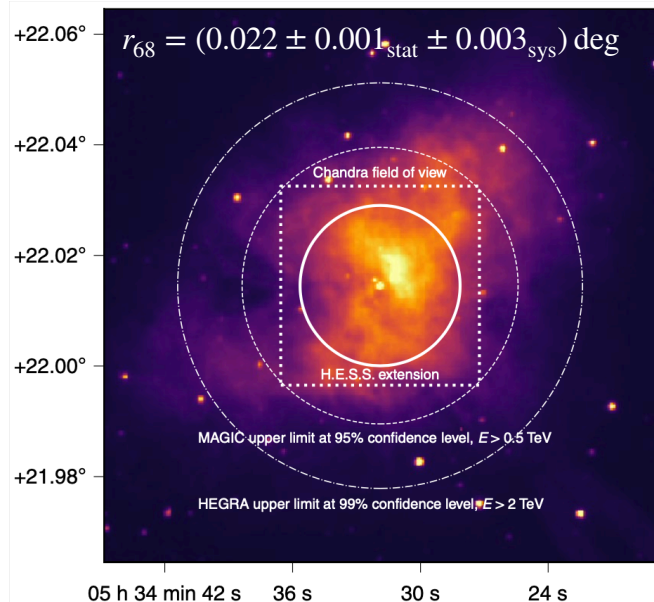 r₆₈ = (0.022 ± 0.001stat ± 0.003sys) deg
+22.06°
+22.04°
Chandra field of view
+22.02°
+22.00°
H.E.S.S. extension
MAGIC upper limit at 95% confidence level, E > 0.5 TeV
+21.98°
HEGRA upper limit at 99% confidence level, E > 2 TeV
05 h 34 min 42 s 36 s 30 s 24 s